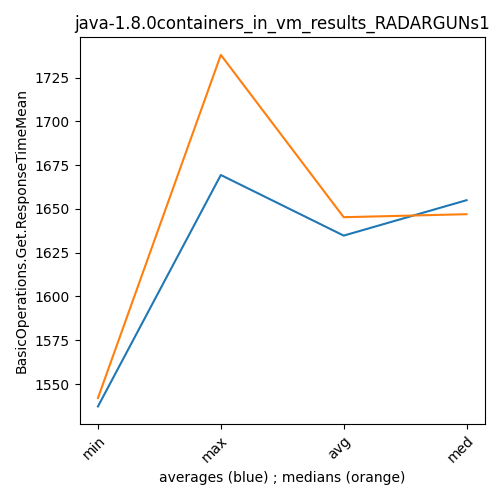 java-1.8.0containers_in_vm_results_RADARGUNs1
BasicOperations.Get.ResponseTimeMean
1725
1700
1675
1650
1625
1600
1575
1550
min
max
avg
med
averages (blue) ; medians (orange)